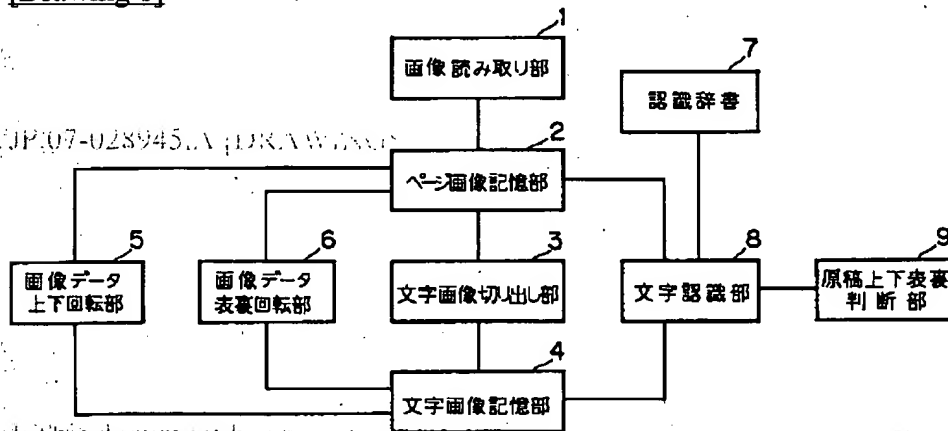 1
画像読み取り部
7
認識辞書
JP,07-028945,A
2
ページ画像記憶部
5
画像データ
上下回転部
6
画像データ
表裏回転部
3
文字画像切り出し部
8
文字認識部
9
原稿上下表裏
判断部
4
文字画像記憶部